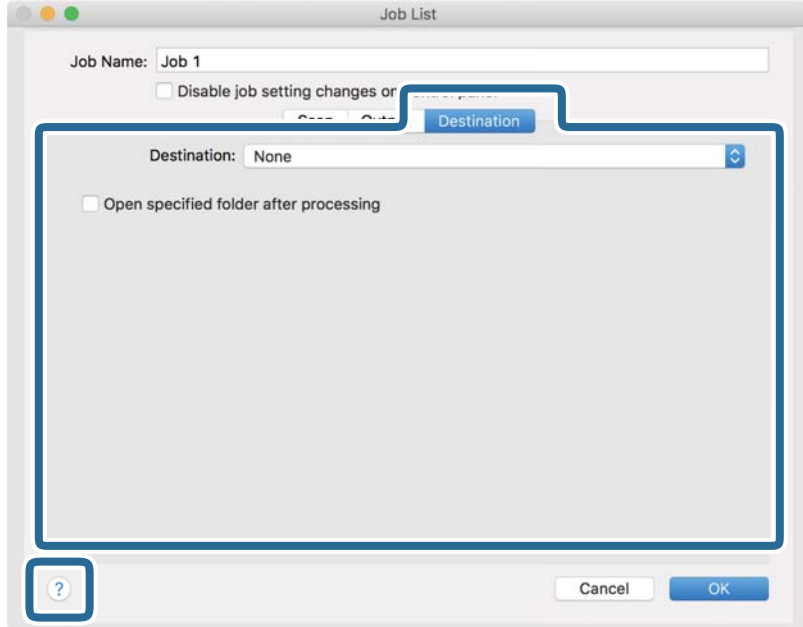 Job List
Job Name: Job 1
Disable job setting changes on
Destination
Destination: None
Open specified folder after processing
?
Cancel OK